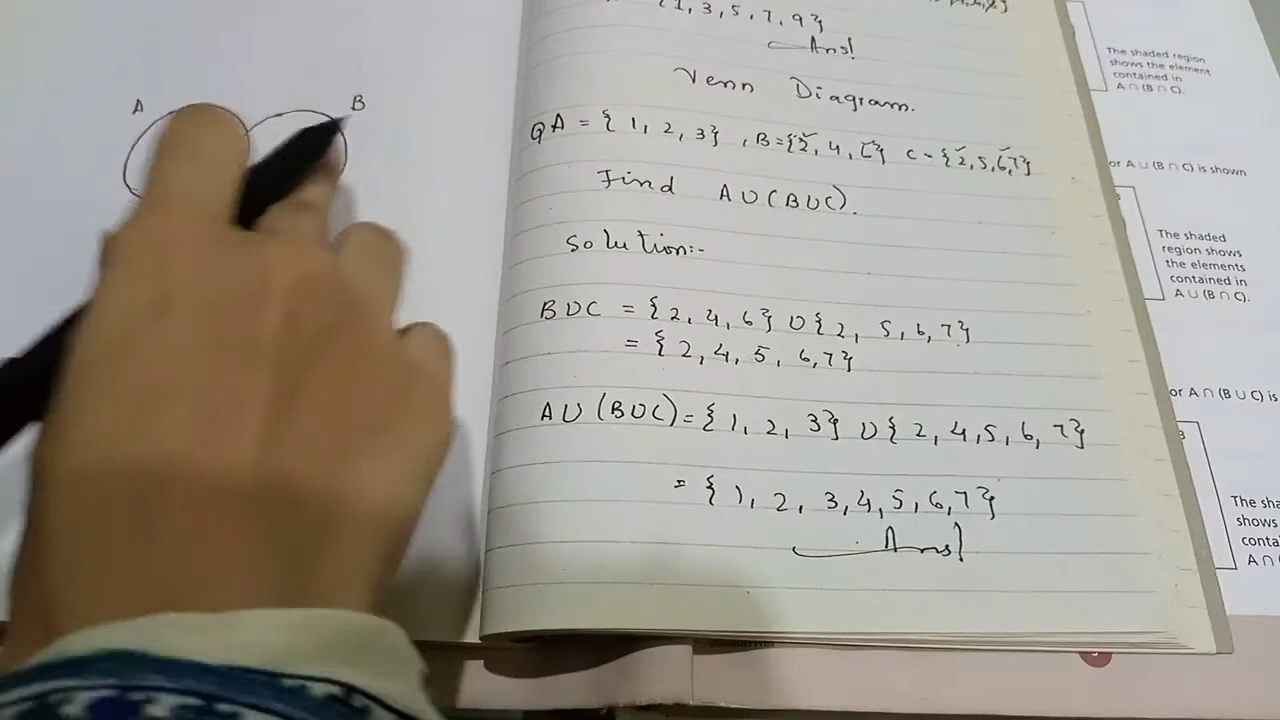 A
B
{1, 3, 5, 7, 9}
Ans!
Venn Diagram.
Q A = { 1, 2, 3} , B = {2, 4, 6} C = {2, 5, 6, 7}
Find A∪(B∪C).
Solution:-
B∪C = {2, 4, 6} ∪ {2, 5, 6, 7}
= { 2, 4, 5, 6, 7}
A∪(B∪C) = { 1, 2, 3} ∪ { 2, 4, 5, 6, 7}
= { 1, 2, 3, 4, 5, 6, 7}
Ans!
The shaded region
shows the element
contained in
A ∩ (B ∩ C).
or A ∪ (B ∩ C) is shown
The shaded
region shows
the elements
contained in
A ∪ (B ∩ C).
or A ∩ (B ∪ C) is
The
shows
A ∩